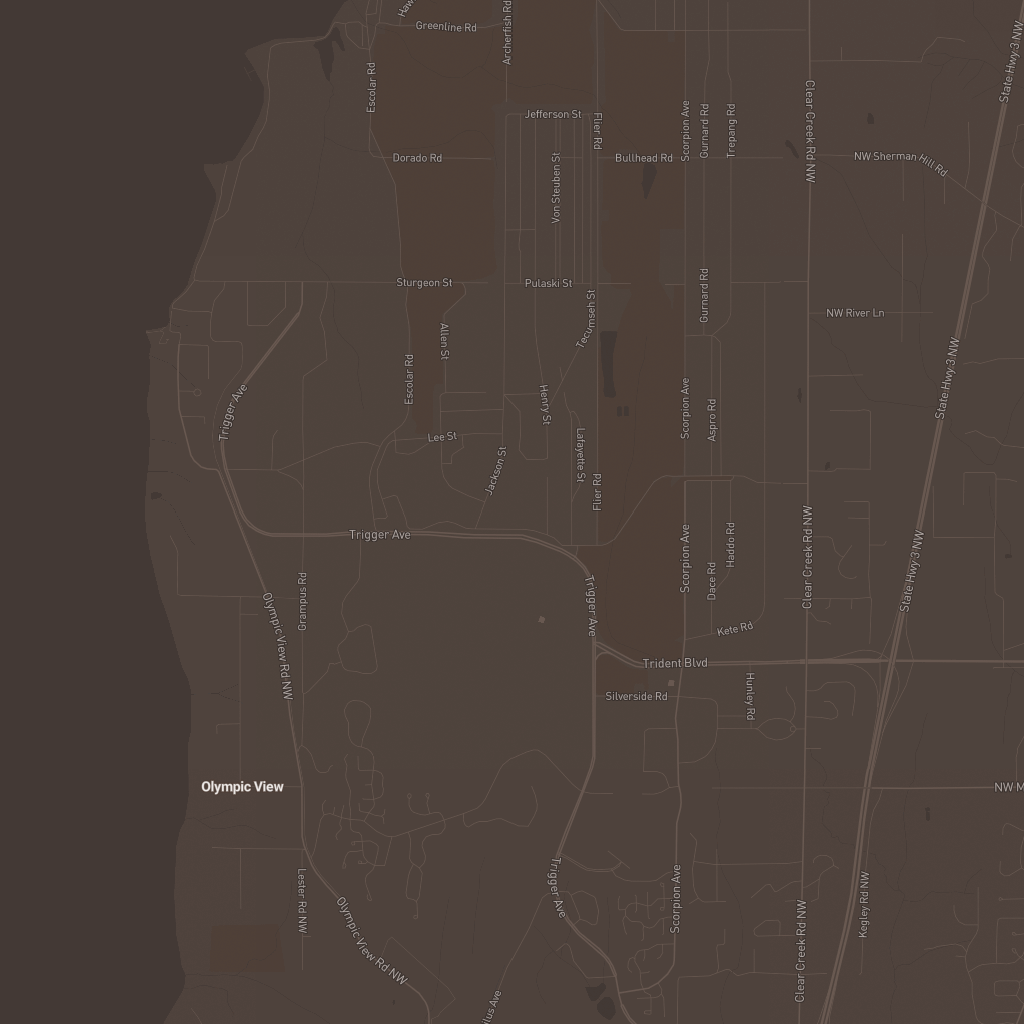 Greenline Rd
Archerfish Rd
State Hwy 3 NW
Escolar Rd
Jefferson St
Flier Rd
Scorpion Ave
Gurnard Rd
Trepang Rd
Clear Creek Rd NW
Dorado Rd
Von Steuben St
Bullhead Rd
NW Sherman Hill Rd
Sturgeon St
Pulaski St
Gurnard Rd
Tecumseh St
NW River Ln
Allen St
Escolar Rd
Trigger Ave
Henry St
Scorpion Ave
Aspro Rd
State Hwy 3 NW
Lee St
Lafayette St
Jackson St
Flier Rd
Trigger Ave
Scorpion Ave
Haddo Rd
Dace Rd
Clear Creek Rd NW
State Hwy 3 NW
Grampus Rd
Olympic View Rd NW
Trigger Ave
Kete Rd
Trident Blvd
Silverside Rd
Hunley Rd
Olympic View
NW M
Trigger Ave
Scorpion Ave
Lester Rd NW
Olympic View Rd NW
Clear Creek Rd NW
Kegley Rd NW
ilus Ave